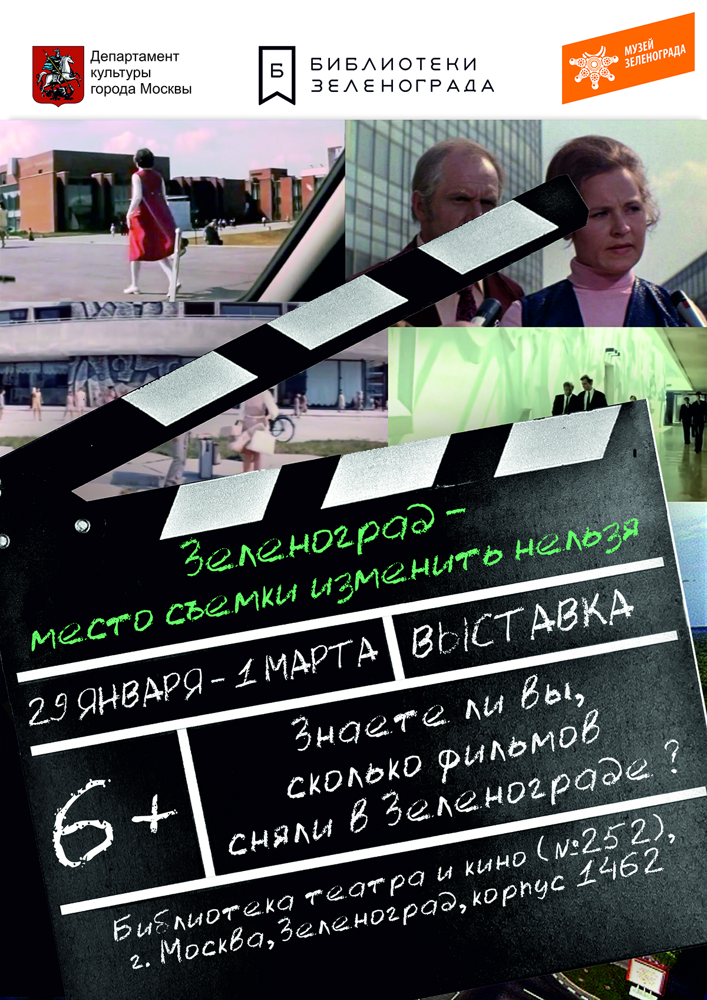 Департамент
культуры
города Москвы
Б
БИБЛИОТЕКИ
ЗЕЛЕНОГРАДА
МУЗЕЙ
ЗЕЛЕНОГРАДА
Зеленоград -
место съемки изменить нельзя
29 ЯНВАРЯ - 1 МАРТА
ВЫСТАВКА
6+
Знаете ли вы,
сколько фильмов
сняли в Зеленограде?
Библиотека театра и кино (№252),
г. Москва, Зеленоград, корпус 1462